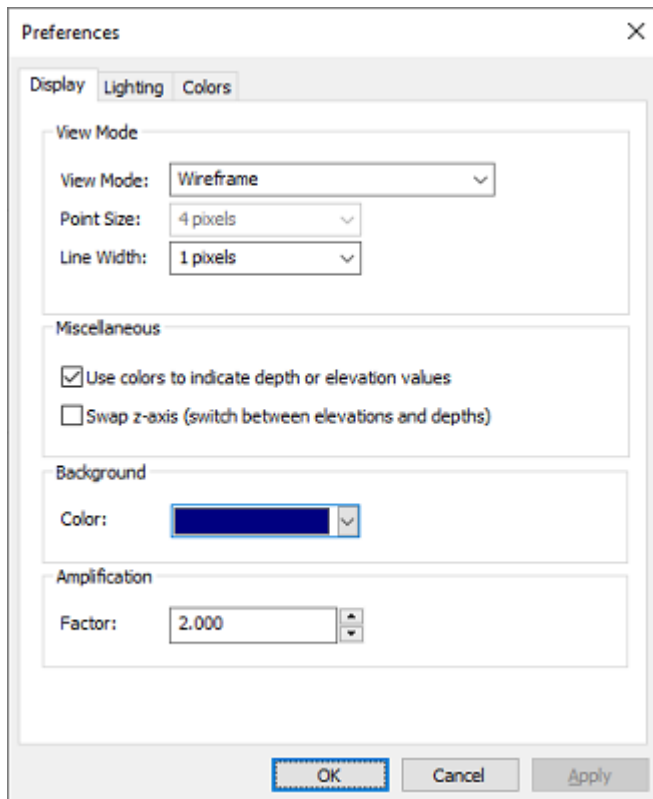 Preferences
Display Lighting Colors
View Mode
View Mode: Wireframe
Point Size: 4 pixels
Line Width: 1 pixels
Miscellaneous
Use colors to indicate depth or elevation values
Swap z-axis (switch between elevations and depths)
Background
Color:
Amplification
Factor: 2.000
OK Cancel Apply